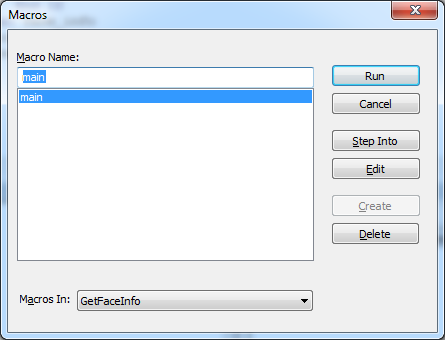 Macros
Macro Name:
main
main
Run
Cancel
Step Into
Edit
Create
Delete
Macros In:
GetFaceInfo